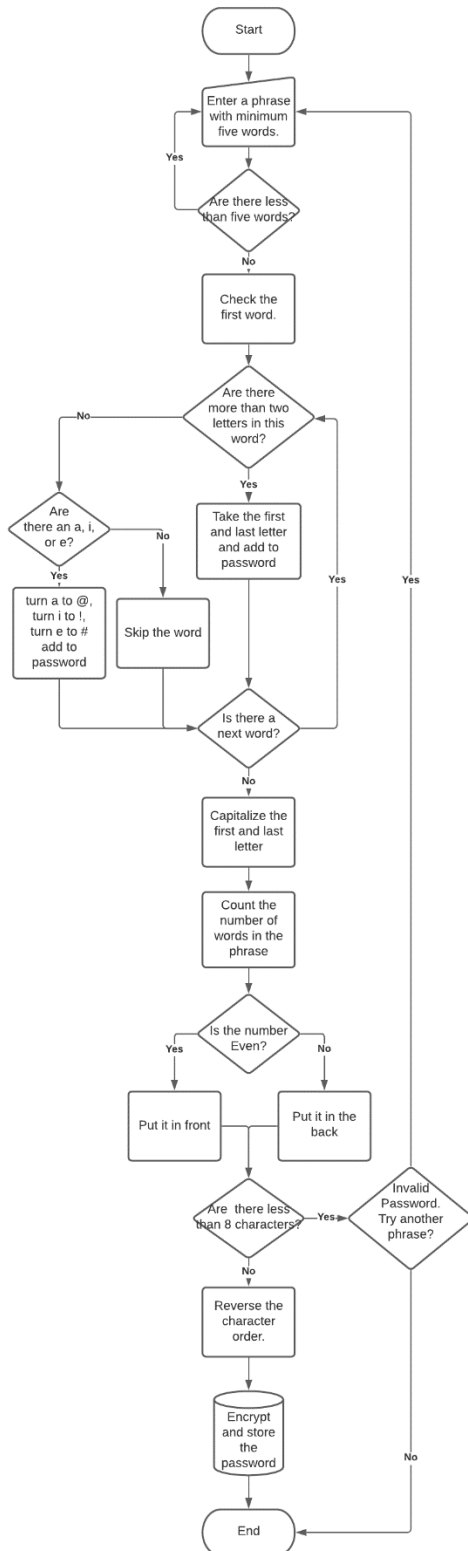 Start
Enter a phrase
with minimum
five words.
Yes
Are there less
than five words?
No
Check the
first word.
Are there
more than two
letters in this
word?
No
Yes
Are
there an a, i,
or e?
No
Take the first
and last letter
and add to
password
Yes
Yes
Yes
turn a to @,
turn i to !,
turn e to #
add to
password
Skip the word
Is there a
next word?
No
Capitalize the
first and last
letter
Count the
number of
words in the
phrase
Is the number
Even?
Yes
No
Put it in front
Put it in the
back
Are there less
than 8 characters?
Yes
Invalid
Password.
Try another
phrase?
No
Reverse the
character
order.
Encrypt
and store
the
password
No
End